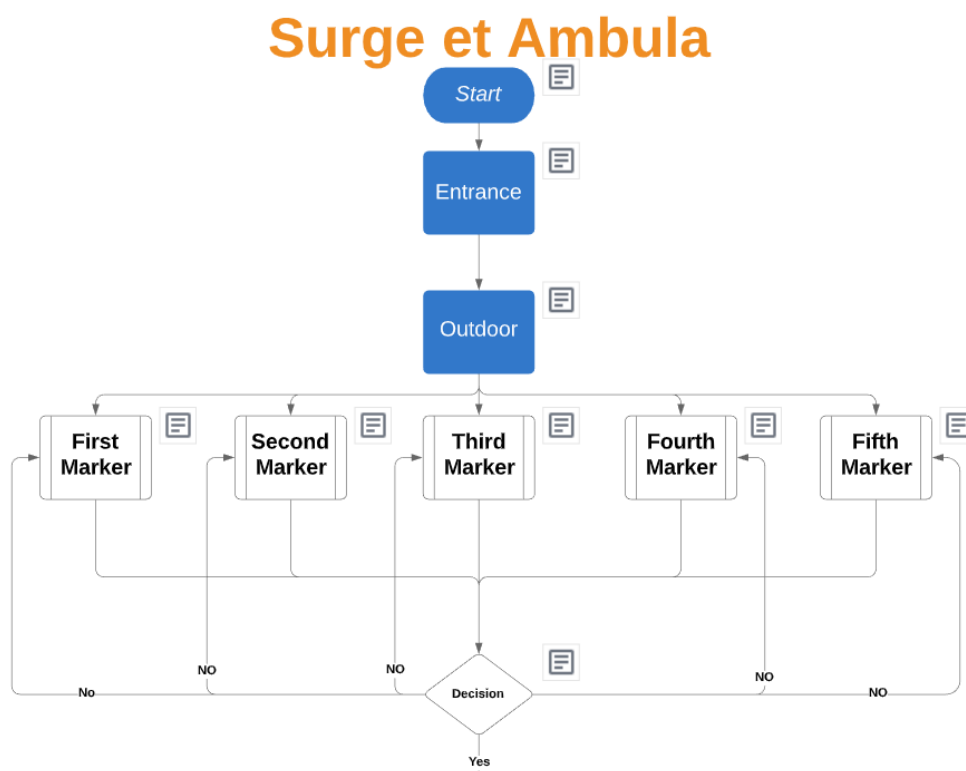 Surge et Ambula
Start
Entrance
Outdoor
First
Marker
Second
Marker
Third
Marker
Fourth
Marker
Fifth
Marker
NO
NO
NO
No
Decision
NO
Yes